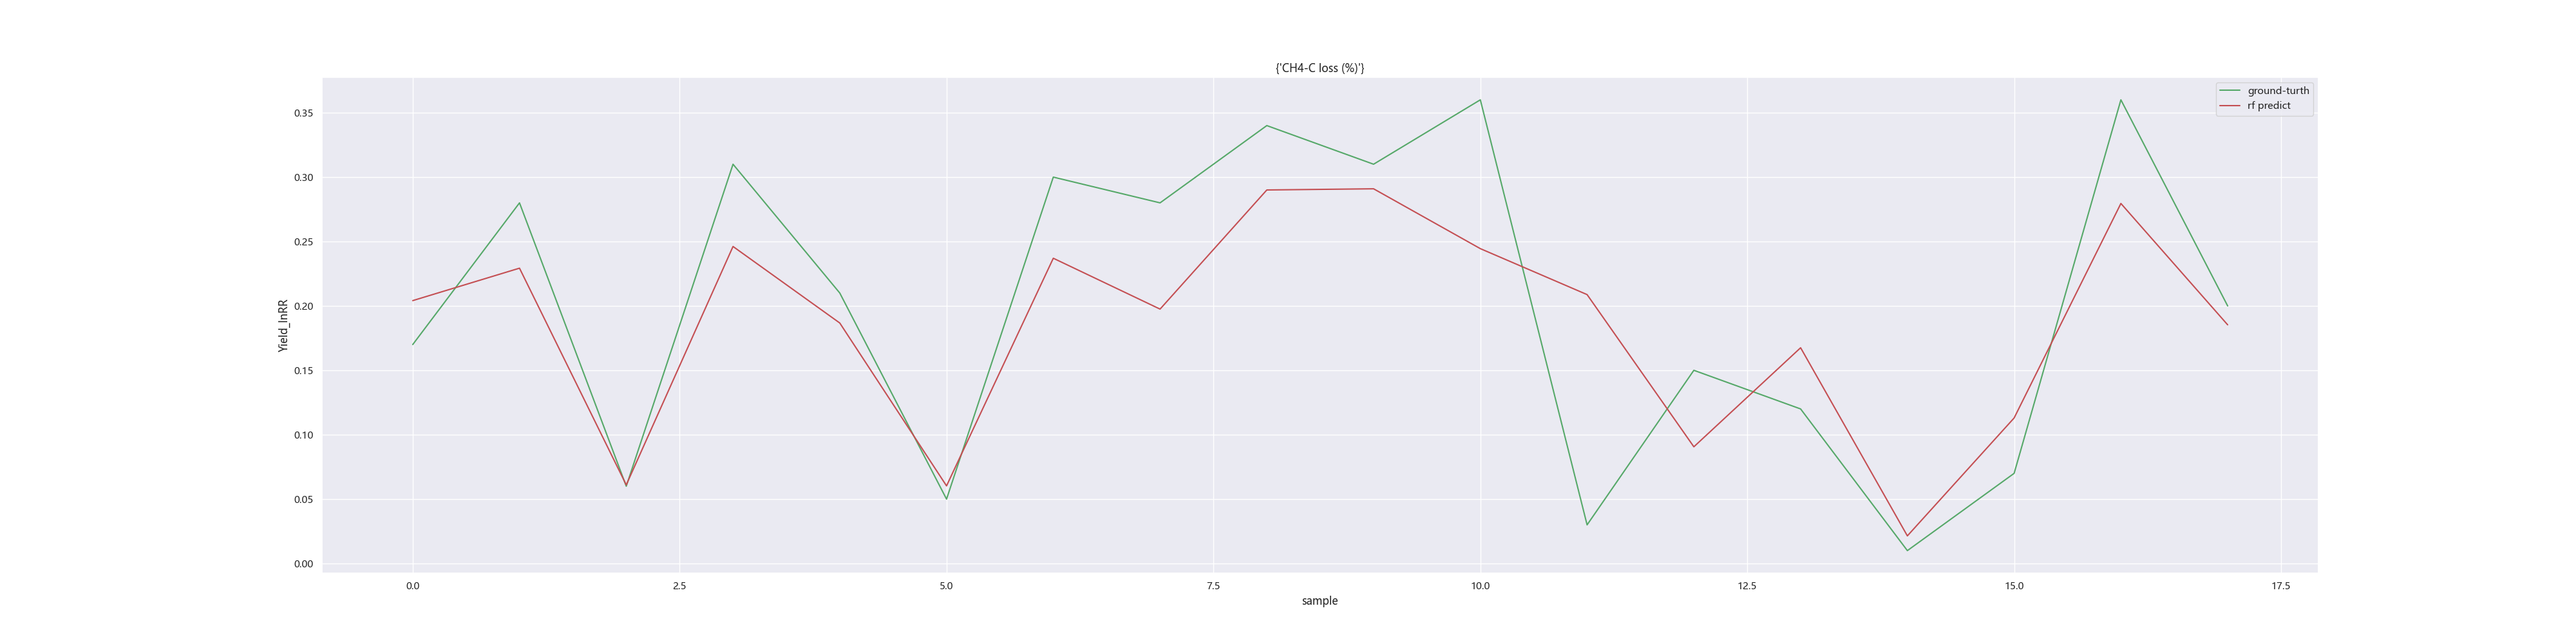 {'CH4-C loss (%)'}
ground-turth
rf predict
Yield_lnRR
0.35
0.30
0.25
0.20
0.15
0.10
0.05
0.00
0.0 2.5 5.0 7.5 10.0 12.5 15.0 17.5
sample